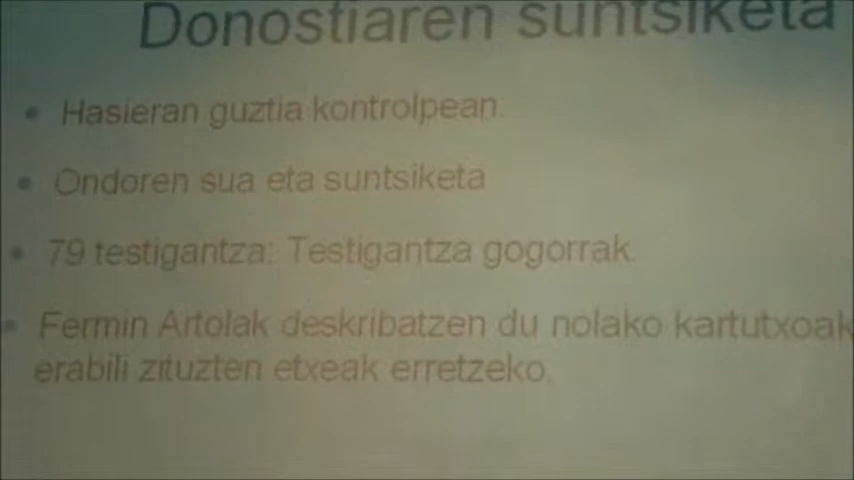 Donostiaren suntsiketa
• Hasieran guztia kontrolpean.
• Ondoren sua eta suntsiketa
• 79 testigantza: Testigantza gogorrak.
• Fermin Artolak deskribatzen du nolako kartutxoak
erabili zituzten etxeak erretzeko.